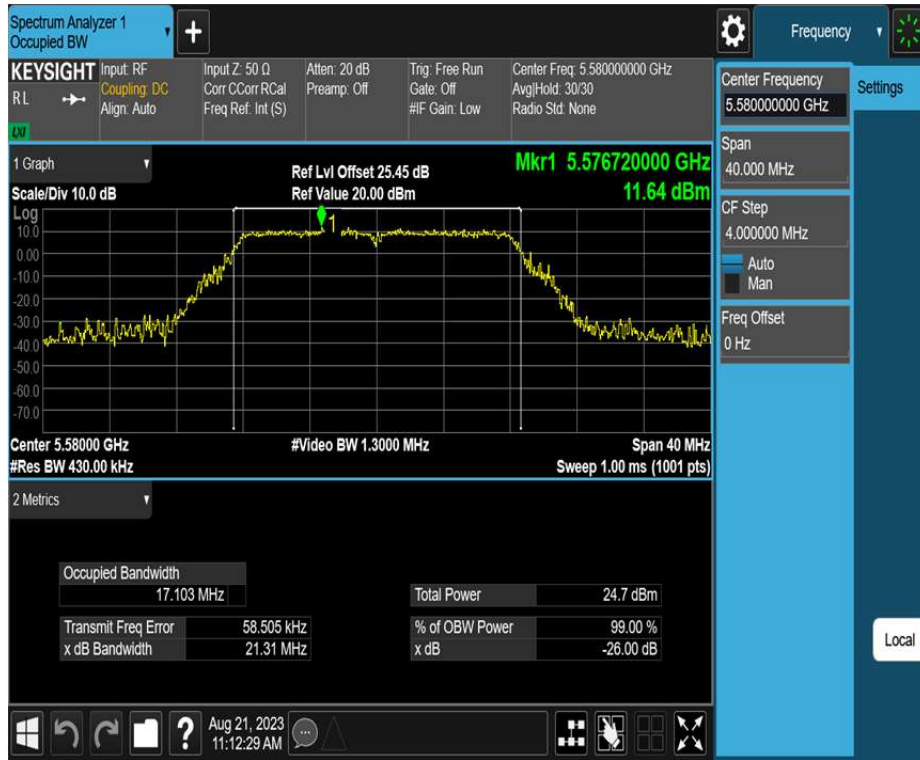 Spectrum Analyzer 1
Occupied BW
+
Frequency
KEYSIGHT
RL
LXI
Input: RF
Coupling: DC
Align: Auto
Input Z: 50 Ω
Corr CCorr RCal
Freq Ref: Int (S)
Atten: 20 dB
Preamp: Off
Trig: Free Run
Gate: Off
#IF Gain: Low
Center Freq: 5.580000000 GHz
Avg|Hold: 30/30
Radio Std: None
Center Frequency
5.580000000 GHz
Settings
Span
40.000 MHz
CF Step
4.000000 MHz
Auto
Man
Freq Offset
0 Hz
Local
1 Graph
Scale/Div 10.0 dB
Ref Lvl Offset 25.45 dB
Ref Value 20.00 dBm
Mkr1 5.576720000 GHz
11.64 dBm
Log
1
10.0
0.00
-10.0
-20.0
-30.0
-40.0
-50.0
-60.0
-70.0
Center 5.58000 GHz
#Video BW 1.3000 MHz
Span 40 MHz
#Res BW 430.00 kHz
Sweep 1.00 ms (1001 pts)
2 Metrics
Occupied Bandwidth
17.103 MHz
Total Power 24.7 dBm
Transmit Freq Error 58.505 kHz
% of OBW Power 99.00 %
x dB Bandwidth 21.31 MHz
x dB -26.00 dB
?
Aug 21, 2023
11:12:29 AM